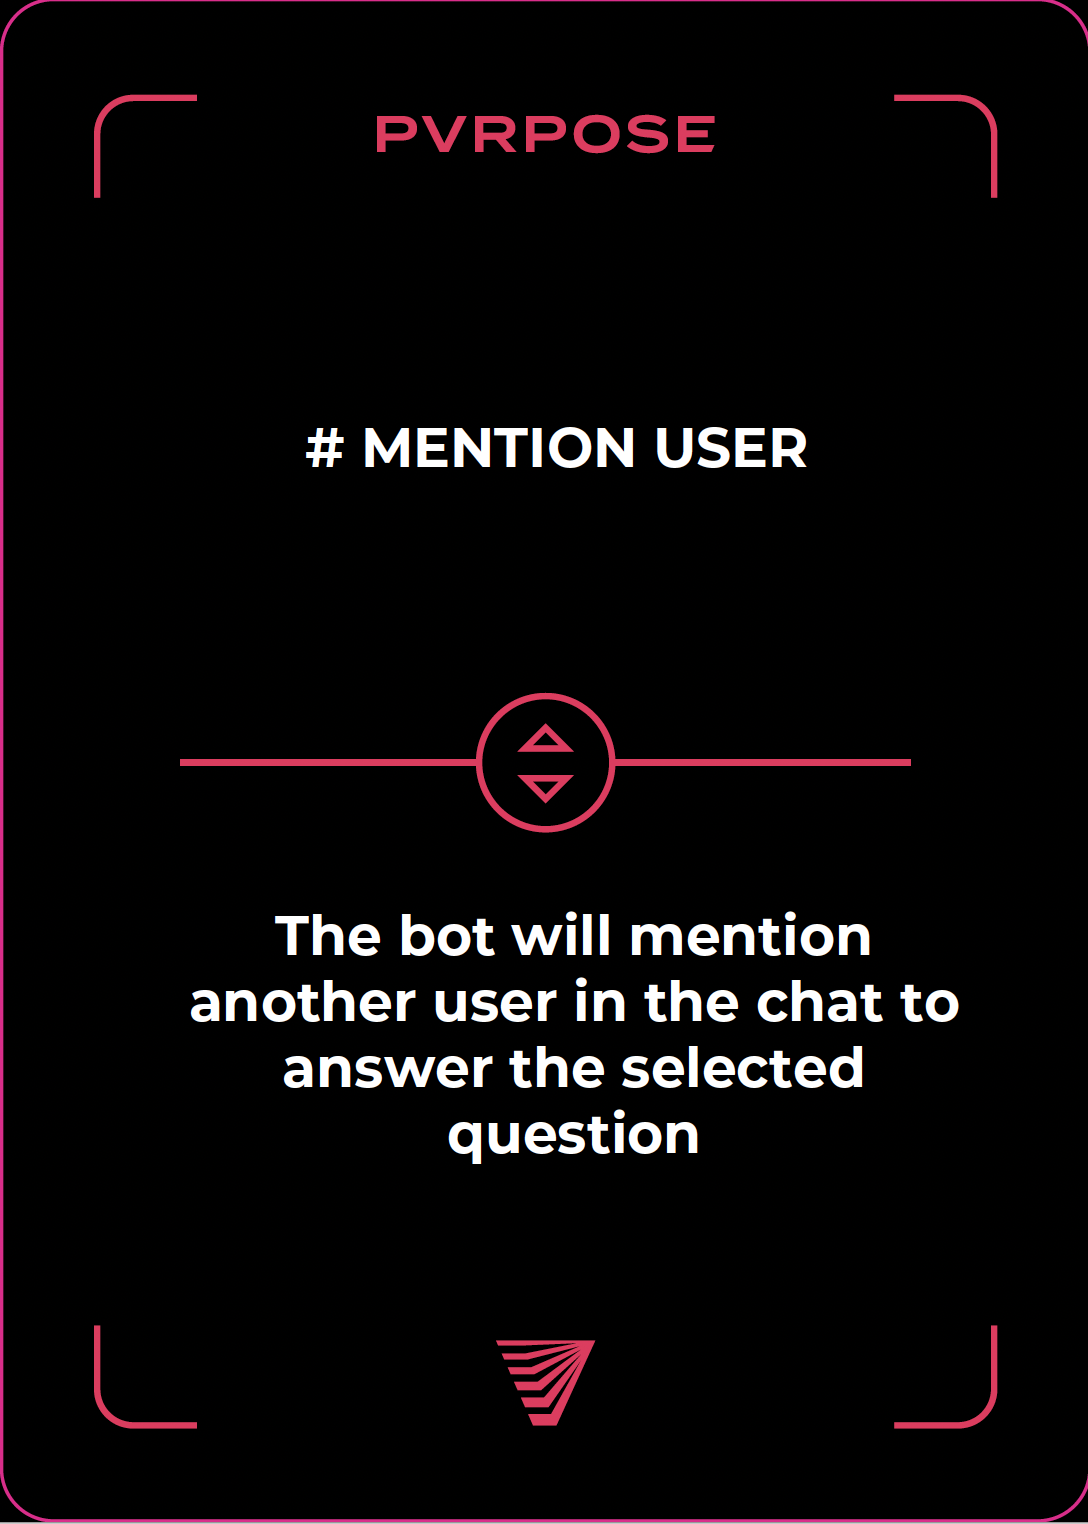 PVRPOSE
# MENTION USER
The bot will mention
another user in the chat to
answer the selected
question